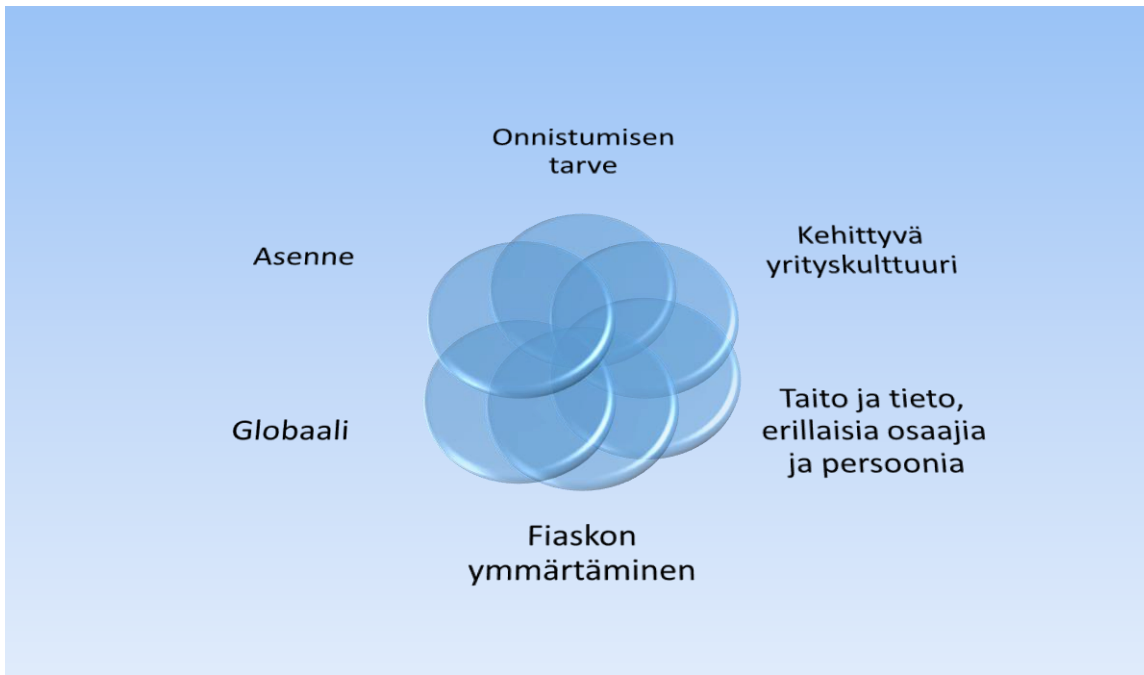 Onnistumisen
tarve
Asenne
Kehittyvä
yrityskulttuuri
Globaali
Taito ja tieto,
erillaisia osaajia
ja persoonia
Fiaskon
ymmärtäminen